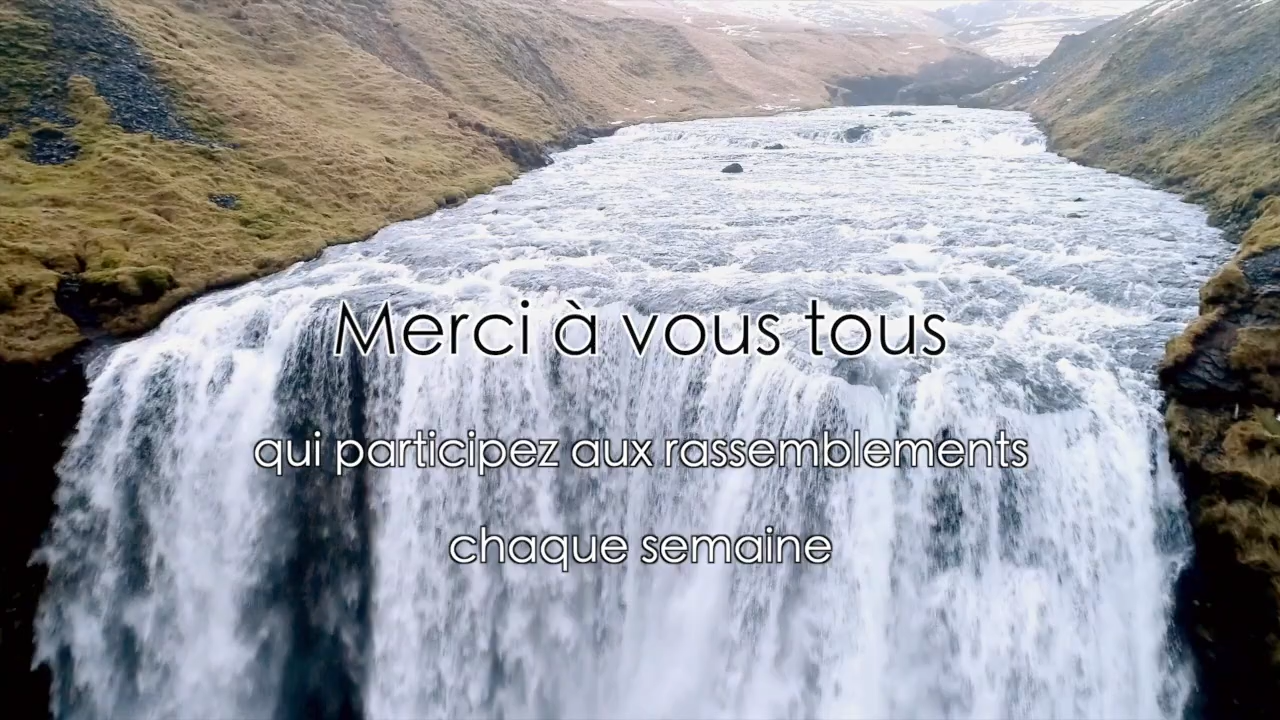 Merci à vous tous
qui participez aux rassemblements
chaque semaine